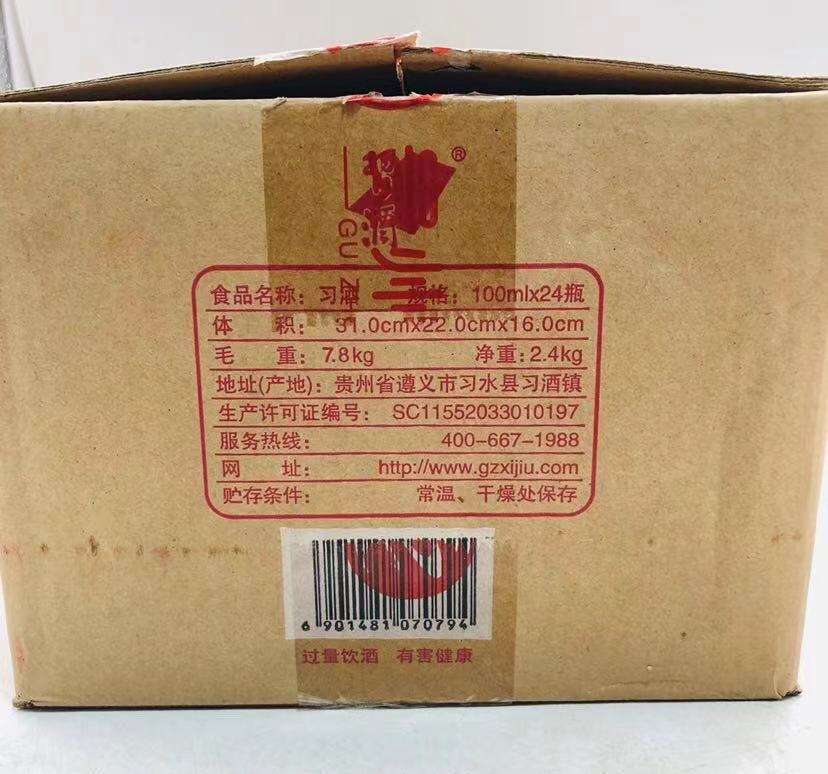 ®
GU ZH
食品名称：习酒 规格：100mlx24瓶
体 积：31.0cmx22.0cmx16.0cm
毛 重：7.8kg 净重：2.4kg
地址(产地)：贵州省遵义市习水县习酒镇
生产许可证编号： SC11552033010197
服务热线： 400-667-1988
网 址： http://www.gzxijiu.com
贮存条件： 常温、干燥处保存
6 901481 070794
过量饮酒 有害健康